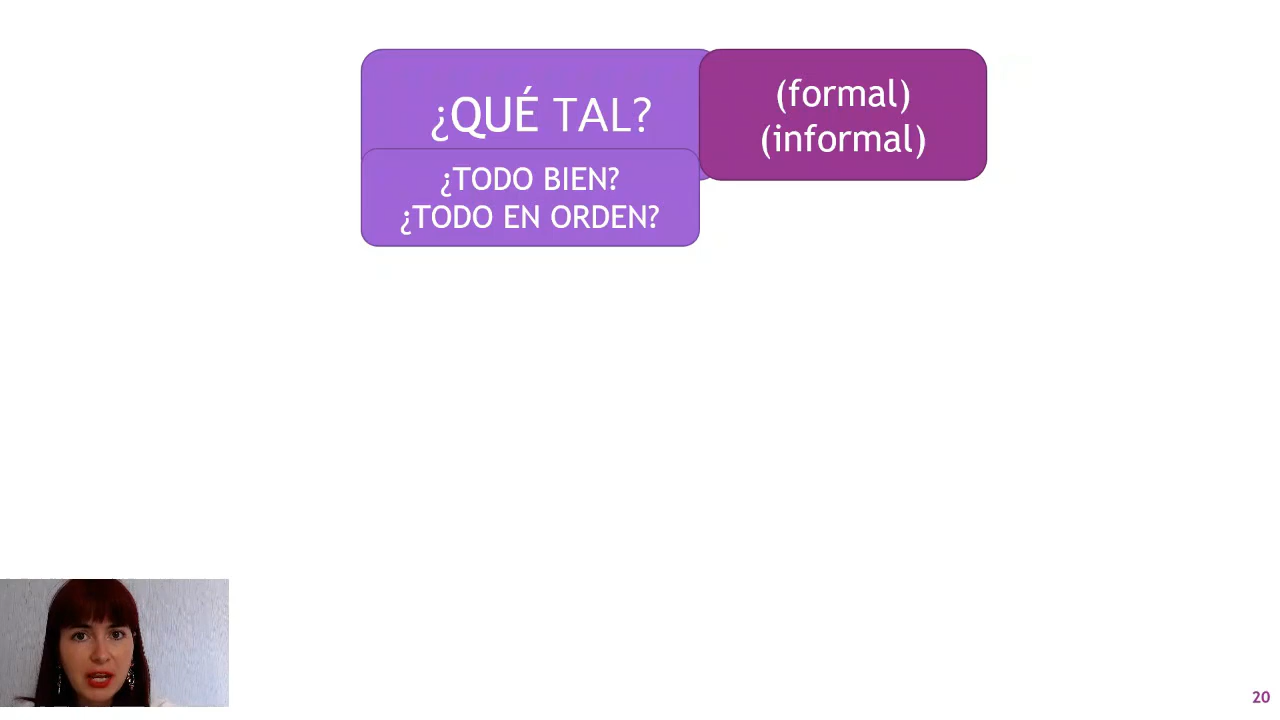 ¿QUÉ TAL?
(formal)
(informal)
¿TODO BIEN?
¿TODO EN ORDEN?
20